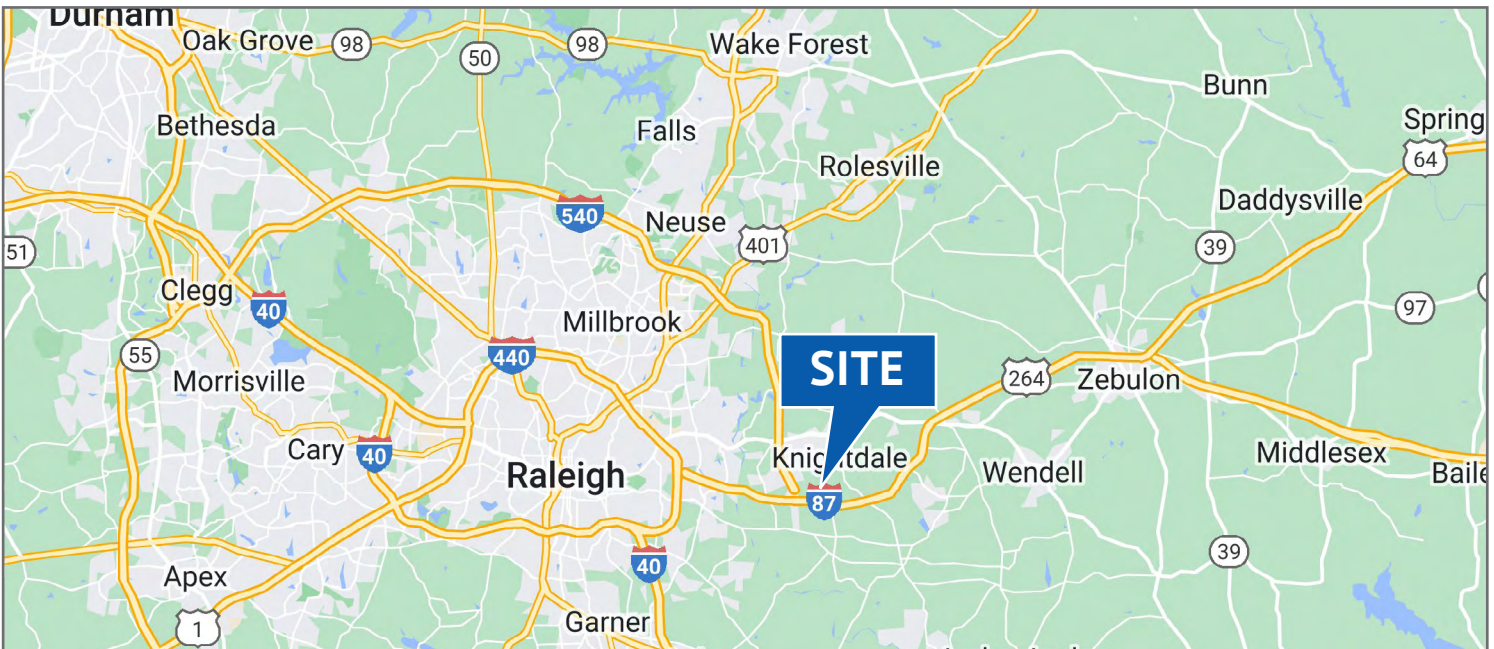 Durham
Oak Grove
98
50
98
Wake Forest
Bunn
Bethesda
Falls
Spring
64
Rolesville
Daddysville
540
Neuse
401
39
51
Clegg
40
Millbrook
97
55
440
SITE
Morrisville
264
Zebulon
Cary
40
Raleigh
Knightdale
Wendell
Middlesex
Baile
87
39
40
Apex
1
Garner